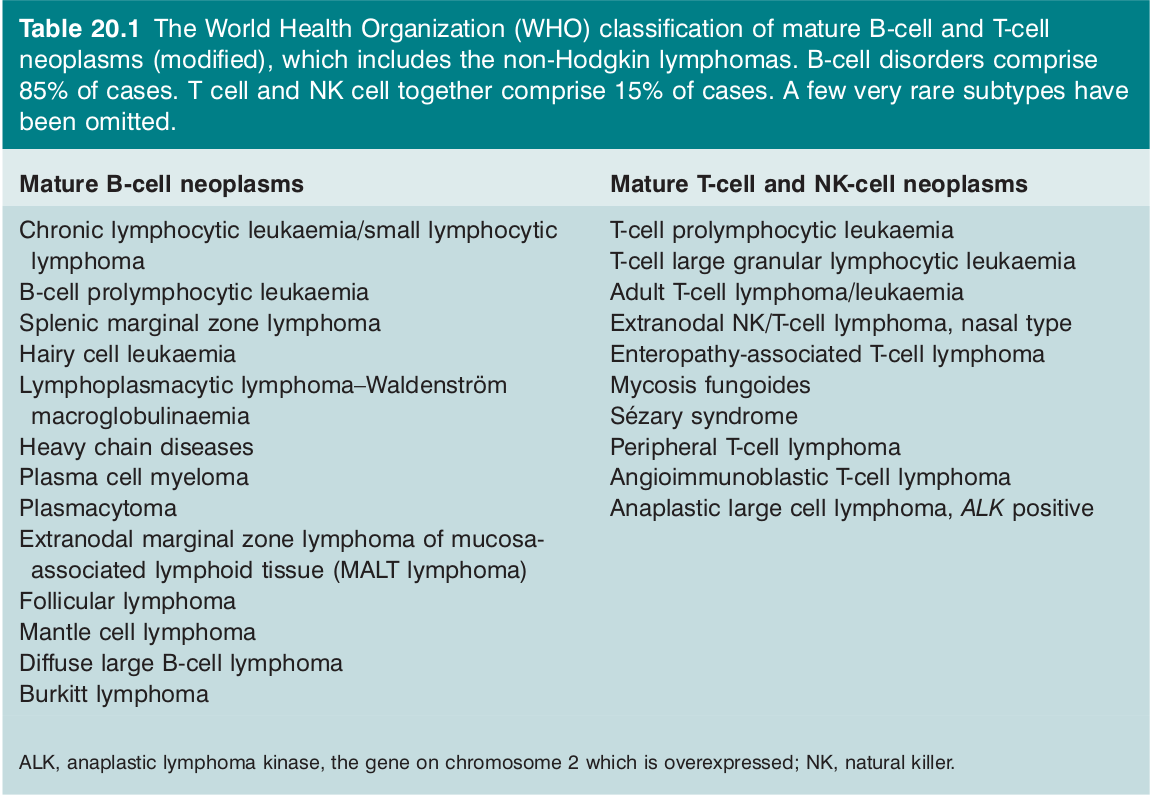 Table 20.1 The World Health Organization (WHO) classification of mature B-cell and T-cell
neoplasms (modified), which includes the non-Hodgkin lymphomas. B-cell disorders comprise
85% of cases. T cell and NK cell together comprise 15% of cases. A few very rare subtypes have
been omitted.
Mature B-cell neoplasms
Chronic lymphocytic leukaemia/small lymphocytic
lymphoma
B-cell prolymphocytic leukaemia
Splenic marginal zone lymphoma
Hairy cell leukaemia
Lymphoplasmacytic lymphoma–Waldenström
macroglobulinaemia
Heavy chain diseases
Plasma cell myeloma
Plasmacytoma
Extranodal marginal zone lymphoma of mucosa-
associated lymphoid tissue (MALT lymphoma)
Follicular lymphoma
Mantle cell lymphoma
Diffuse large B-cell lymphoma
Burkitt lymphoma
Mature T-cell and NK-cell neoplasms
T-cell prolymphocytic leukaemia
T-cell large granular lymphocytic leukaemia
Adult T-cell lymphoma/leukaemia
Extranodal NK/T-cell lymphoma, nasal type
Enteropathy-associated T-cell lymphoma
Mycosis fungoides
Sézary syndrome
Peripheral T-cell lymphoma
Angioimmunoblastic T-cell lymphoma
Anaplastic large cell lymphoma, ALK positive
ALK, anaplastic lymphoma kinase, the gene on chromosome 2 which is overexpressed; NK, natural killer.